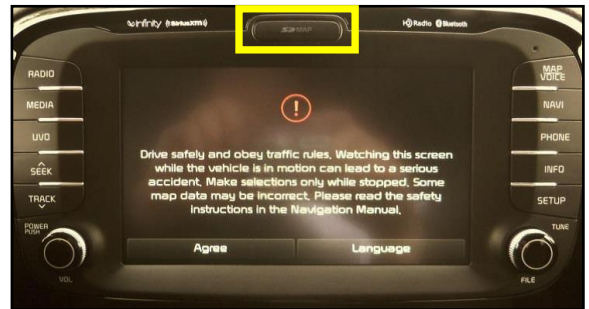 infinity (((SiriusXM)))
SD MAP
HD Radio Bluetooth
RADIO
MEDIA
UVO
SEEK
TRACK
POWER
PUSH
VOL
Drive safely and obey traffic rules. Watching this screen
while the vehicle is in motion can lead to a serious
accident. Make selections only while stopped. Some
map data may be incorrect. Please read the safety
instructions in the Navigation Manual.
Agree
Language
MAP
VOICE
NAVI
PHONE
INFO
SETUP
TUNE
FILE